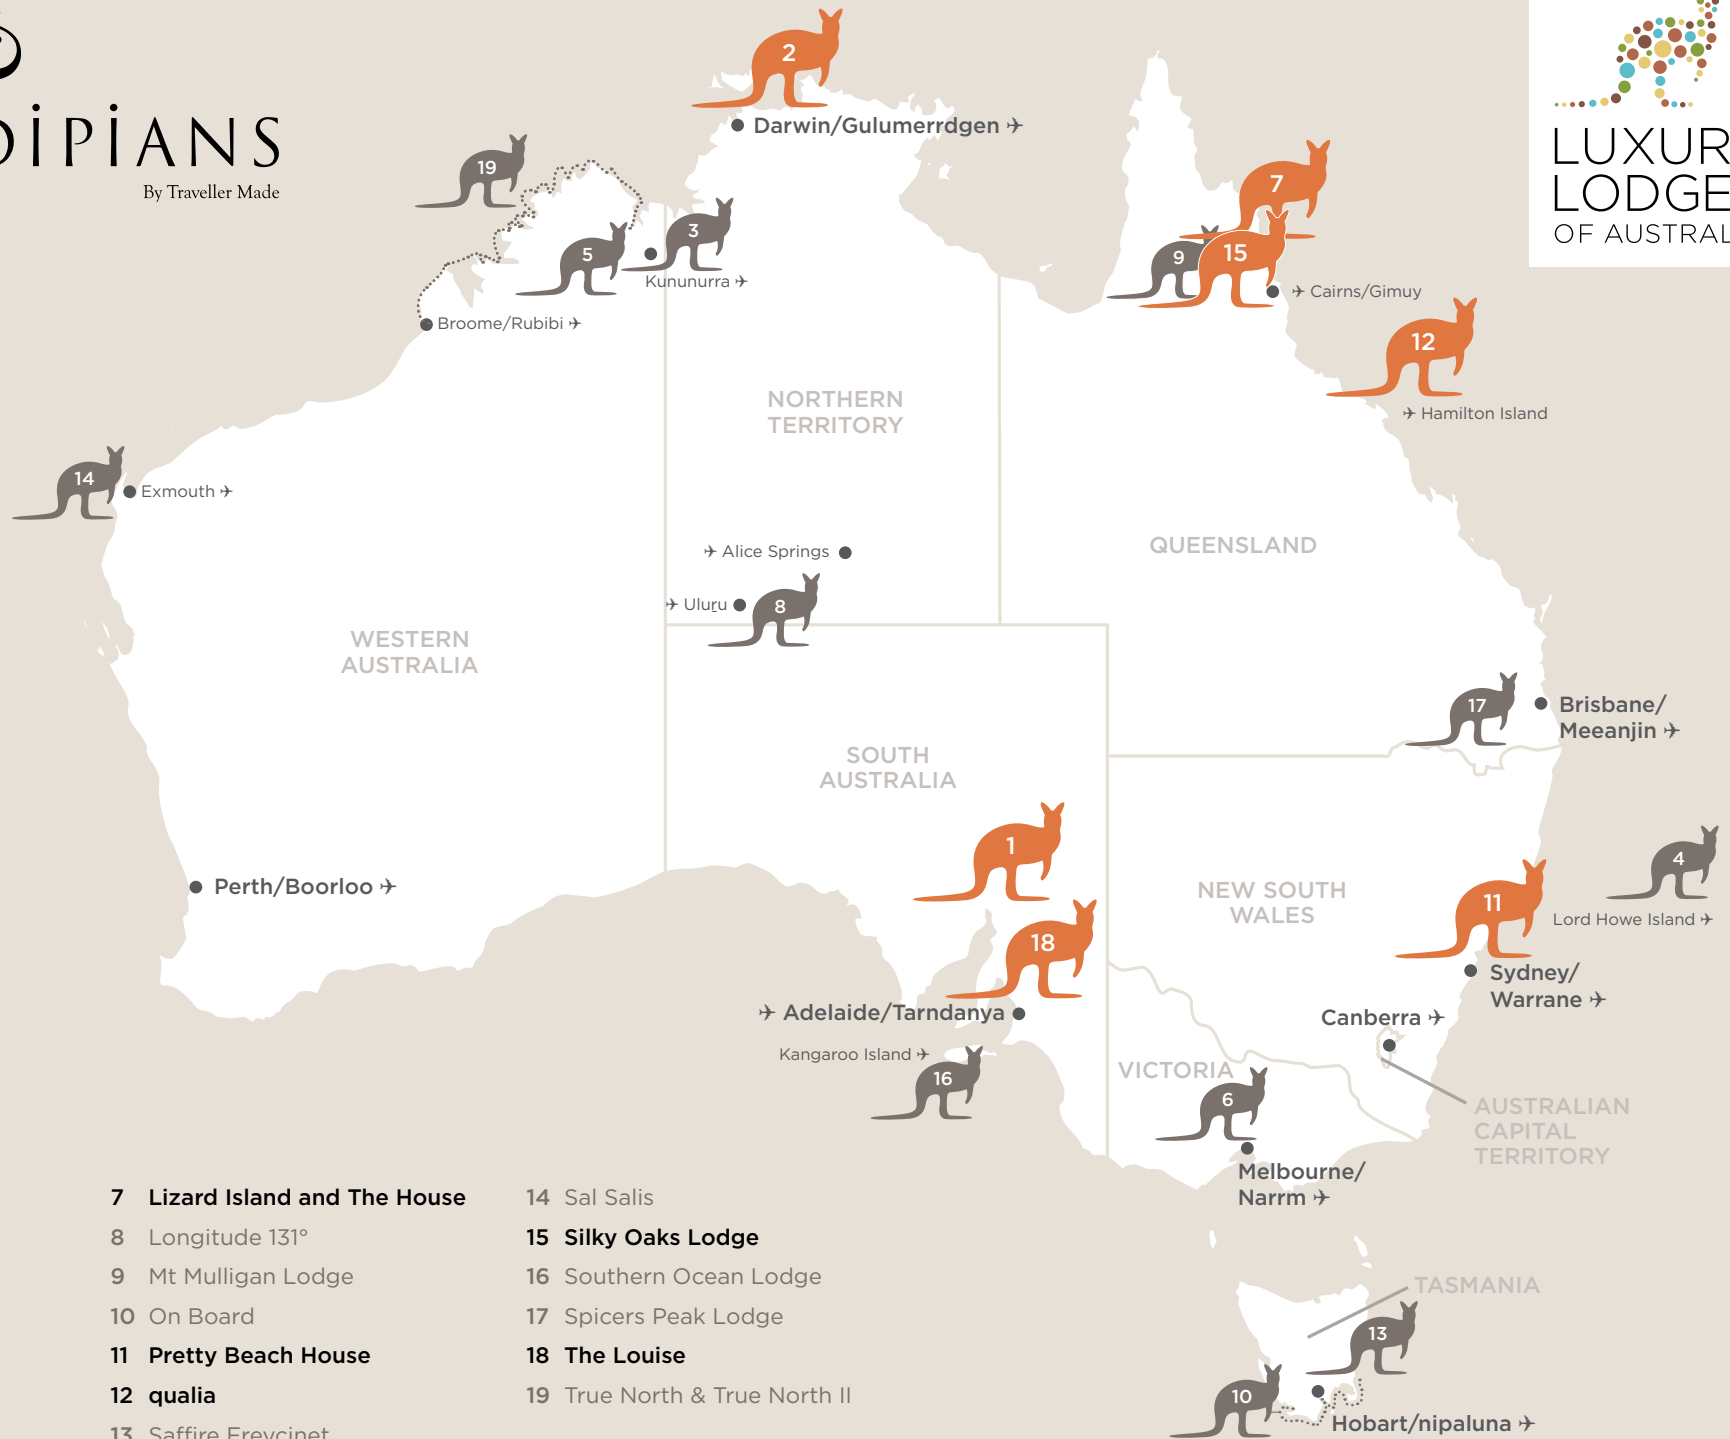 By Traveller Made
OF AUSTRAL
2
Darwin/Gulumerrdgen
19
5
3
Kununurra
Broome/Rubibi
7
9
15
Cairns/Gimuy
12
Hamilton Island
NORTHERN
TERRITORY
14
Exmouth
Alice Springs
Uluṟu
8
QUEENSLAND
WESTERN
AUSTRALIA
17
Brisbane/
Meeanjin
SOUTH
AUSTRALIA
1
4
Lord Howe Island
Perth/Boorloo
NEW SOUTH
WALES
11
18
Sydney/
Warrane
Adelaide/Tarndanya
Canberra
Kangaroo Island
16
VICTORIA
6
AUSTRALIAN
CAPITAL
TERRITORY
Melbourne/
Narrm
TASMANIA
13
10
Hobart/nipaluna
7 Lizard Island and The House
8 Longitude 131°
9 Mt Mulligan Lodge
10 On Board
11 Pretty Beach House
12 qualia
13 Saffire Freycinet
14 Sal Salis
15 Silky Oaks Lodge
16 Southern Ocean Lodge
17 Spicers Peak Lodge
18 The Louise
19 True North & True North II